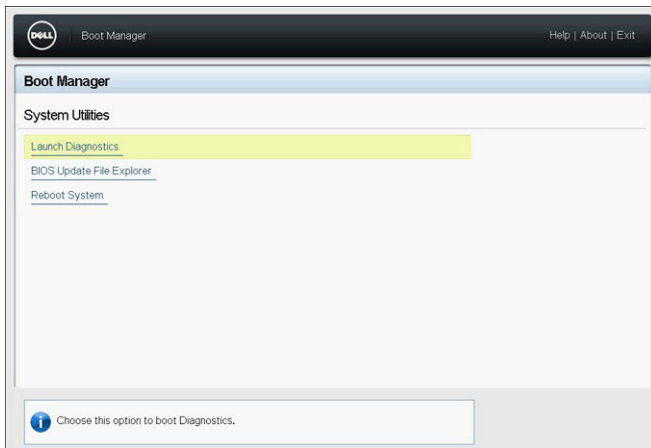 DELL
Boot Manager
Help | About | Exit
Boot Manager
System Utilities
Launch Diagnostics
BIOS Update File Explorer
Reboot System
Choose this option to boot Diagnostics.